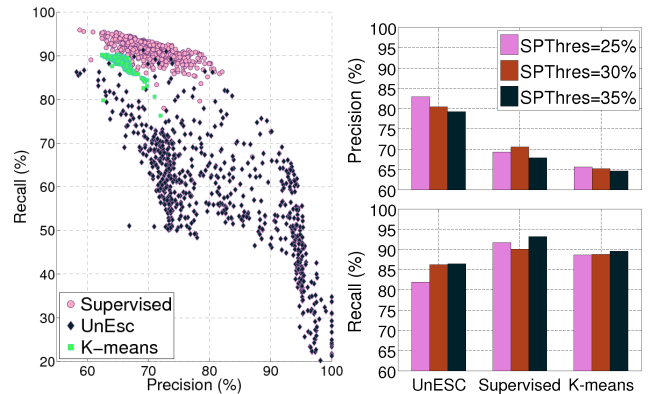 100
90
80
70
60
50
40
30
20
Recall (%)
60
70
80
90
100
Precision (%)
Supervised
UnEsc
K-means
100
95
90
85
80
75
70
65
60
Precision (%)
SPThres=25%
SPThres=30%
SPThres=35%
100
95
90
85
80
75
70
65
60
Recall (%)
UnESC
Supervised
K-means